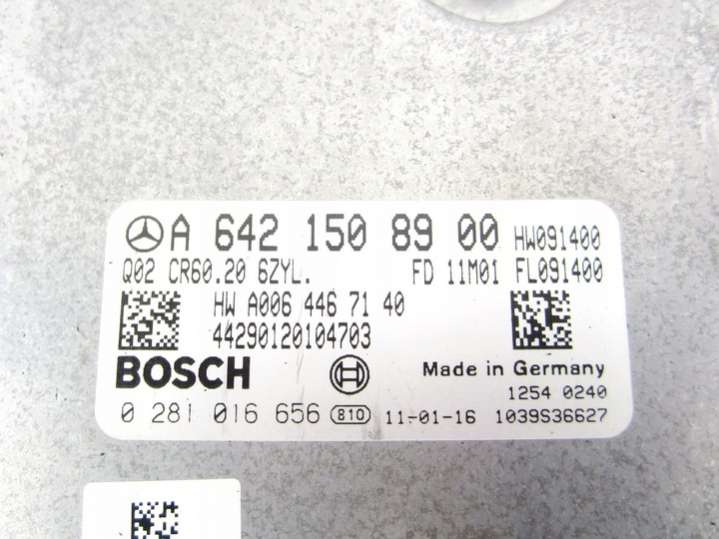 A 642 150 89 00 HW091400
Q02 CR60.20 6ZYL. FD 11M01 FL091400
HW A006 446 71 40
44290120104703
BOSCH Made in Germany
1254 0240
0 281 016 656 810 11-01-16 1039S36627